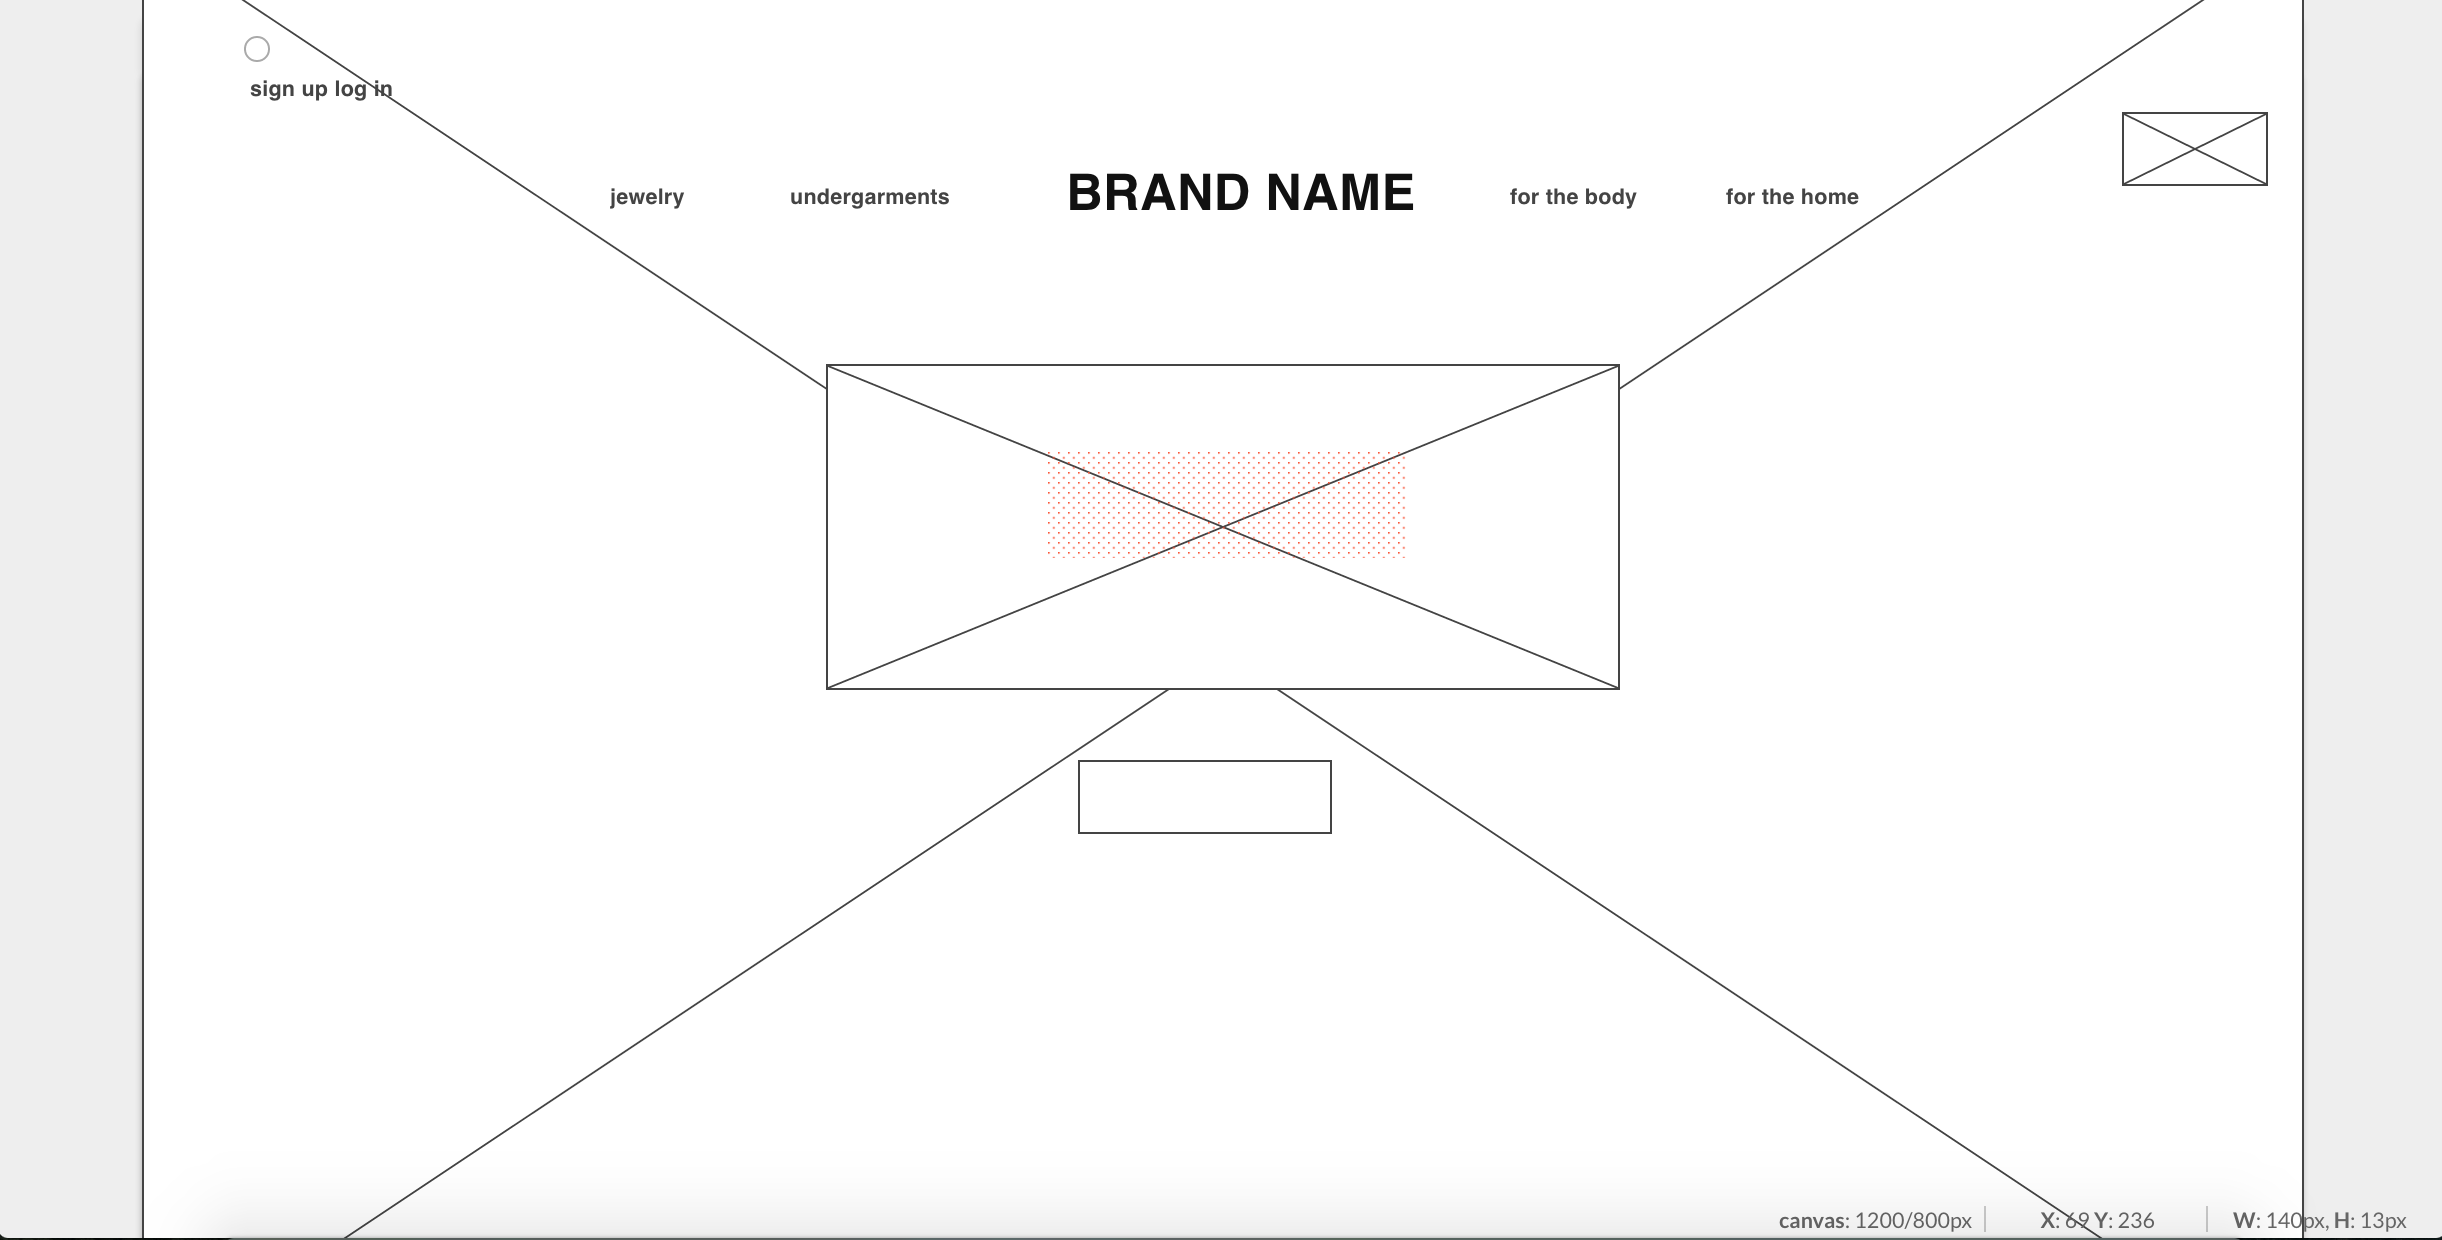 sign up log in
jewelry undergarments BRAND NAME for the body for the home
canvas: 1200/800px X: 69 Y: 236 W: 140px, H: 13px